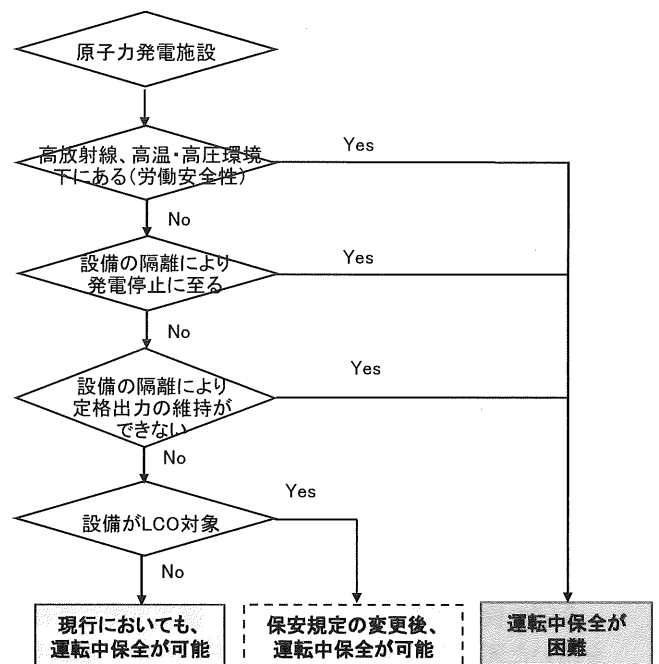 原子力発電施設
高放射線、高温・高圧環境
下にある(労働安全性)
Yes
No
設備の隔離により
発電停止に至る
Yes
No
設備の隔離により
定格出力の維持が
できない
Yes
No
設備がLCO対象
Yes
No
現行においても、
運転中保全が可能
保安規定の変更後、
運転中保全が可能
運転中保全が
困難